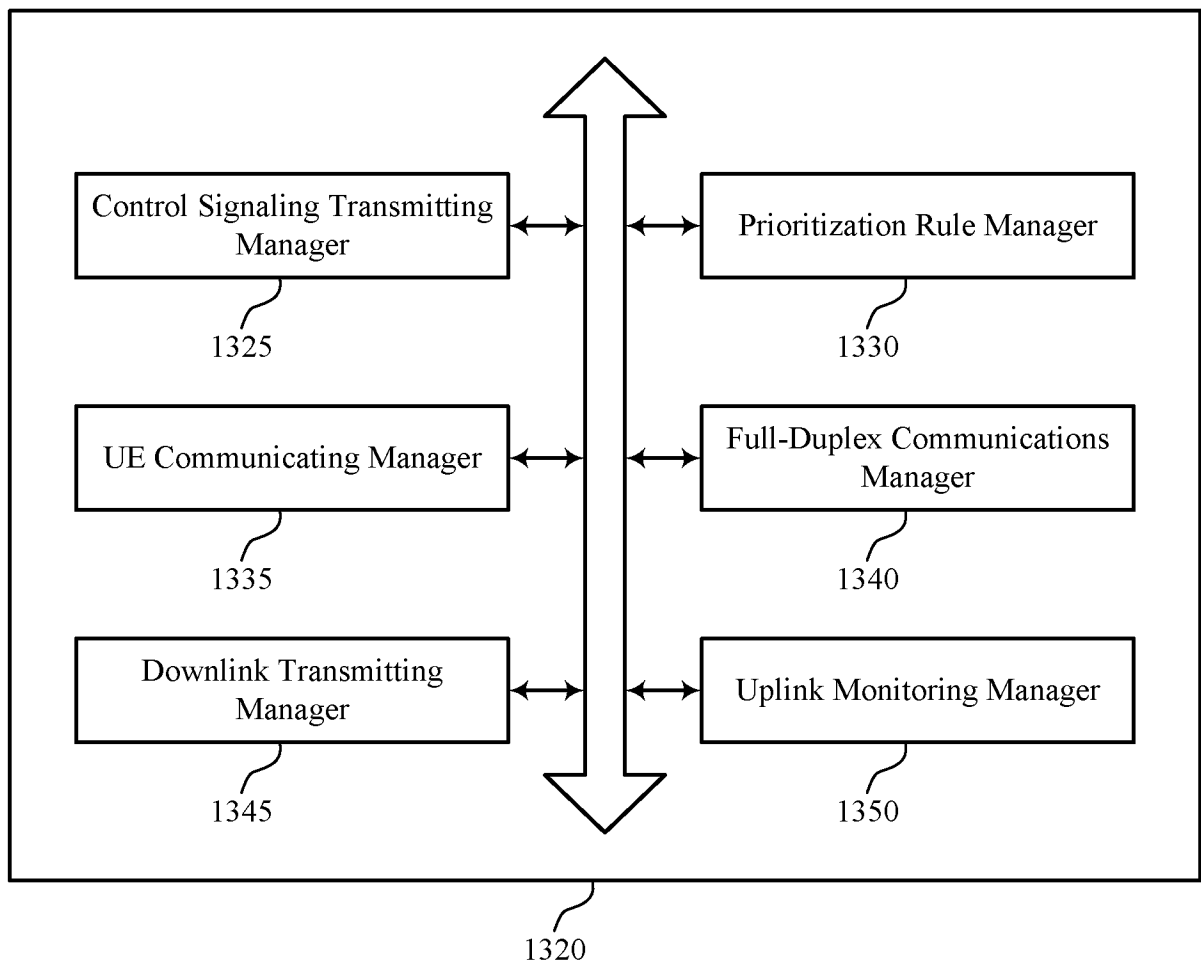 Control Signaling Transmitting
Manager
1325
Prioritization Rule Manager
1330
UE Communicating Manager
1335
Full-Duplex Communications
Manager
1340
Downlink Transmitting
Manager
1345
Uplink Monitoring Manager
1350
1320